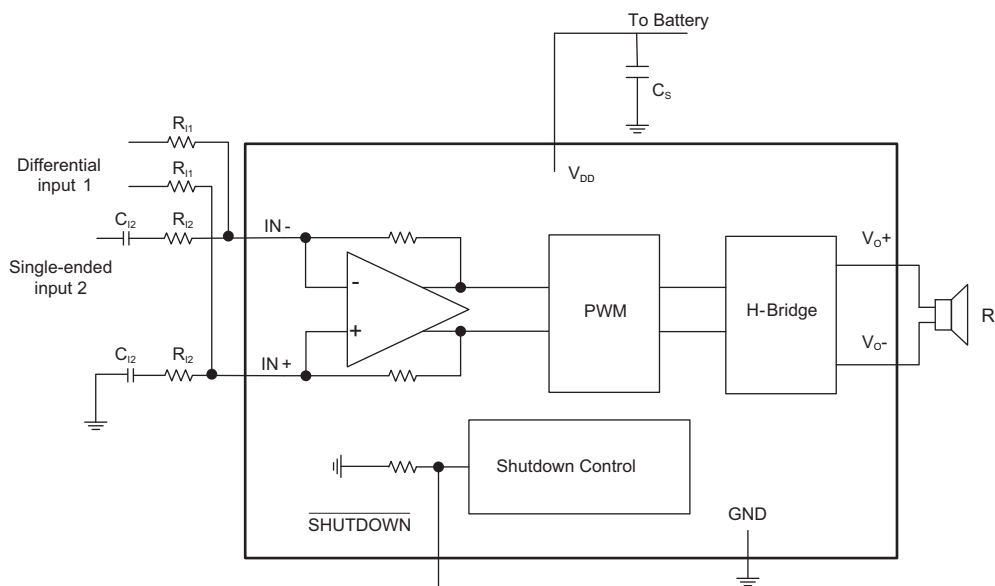 To Battery
C_S
R_I1
Differential
input 1
R_I1
V_DD
C_I2
R_I2
IN -
V_O+
Single-ended
input 2
-
PWM
H-Bridge
R
+
V_O-
C_I2
R_I2
IN +
Shutdown Control
SHUTDOWN
GND